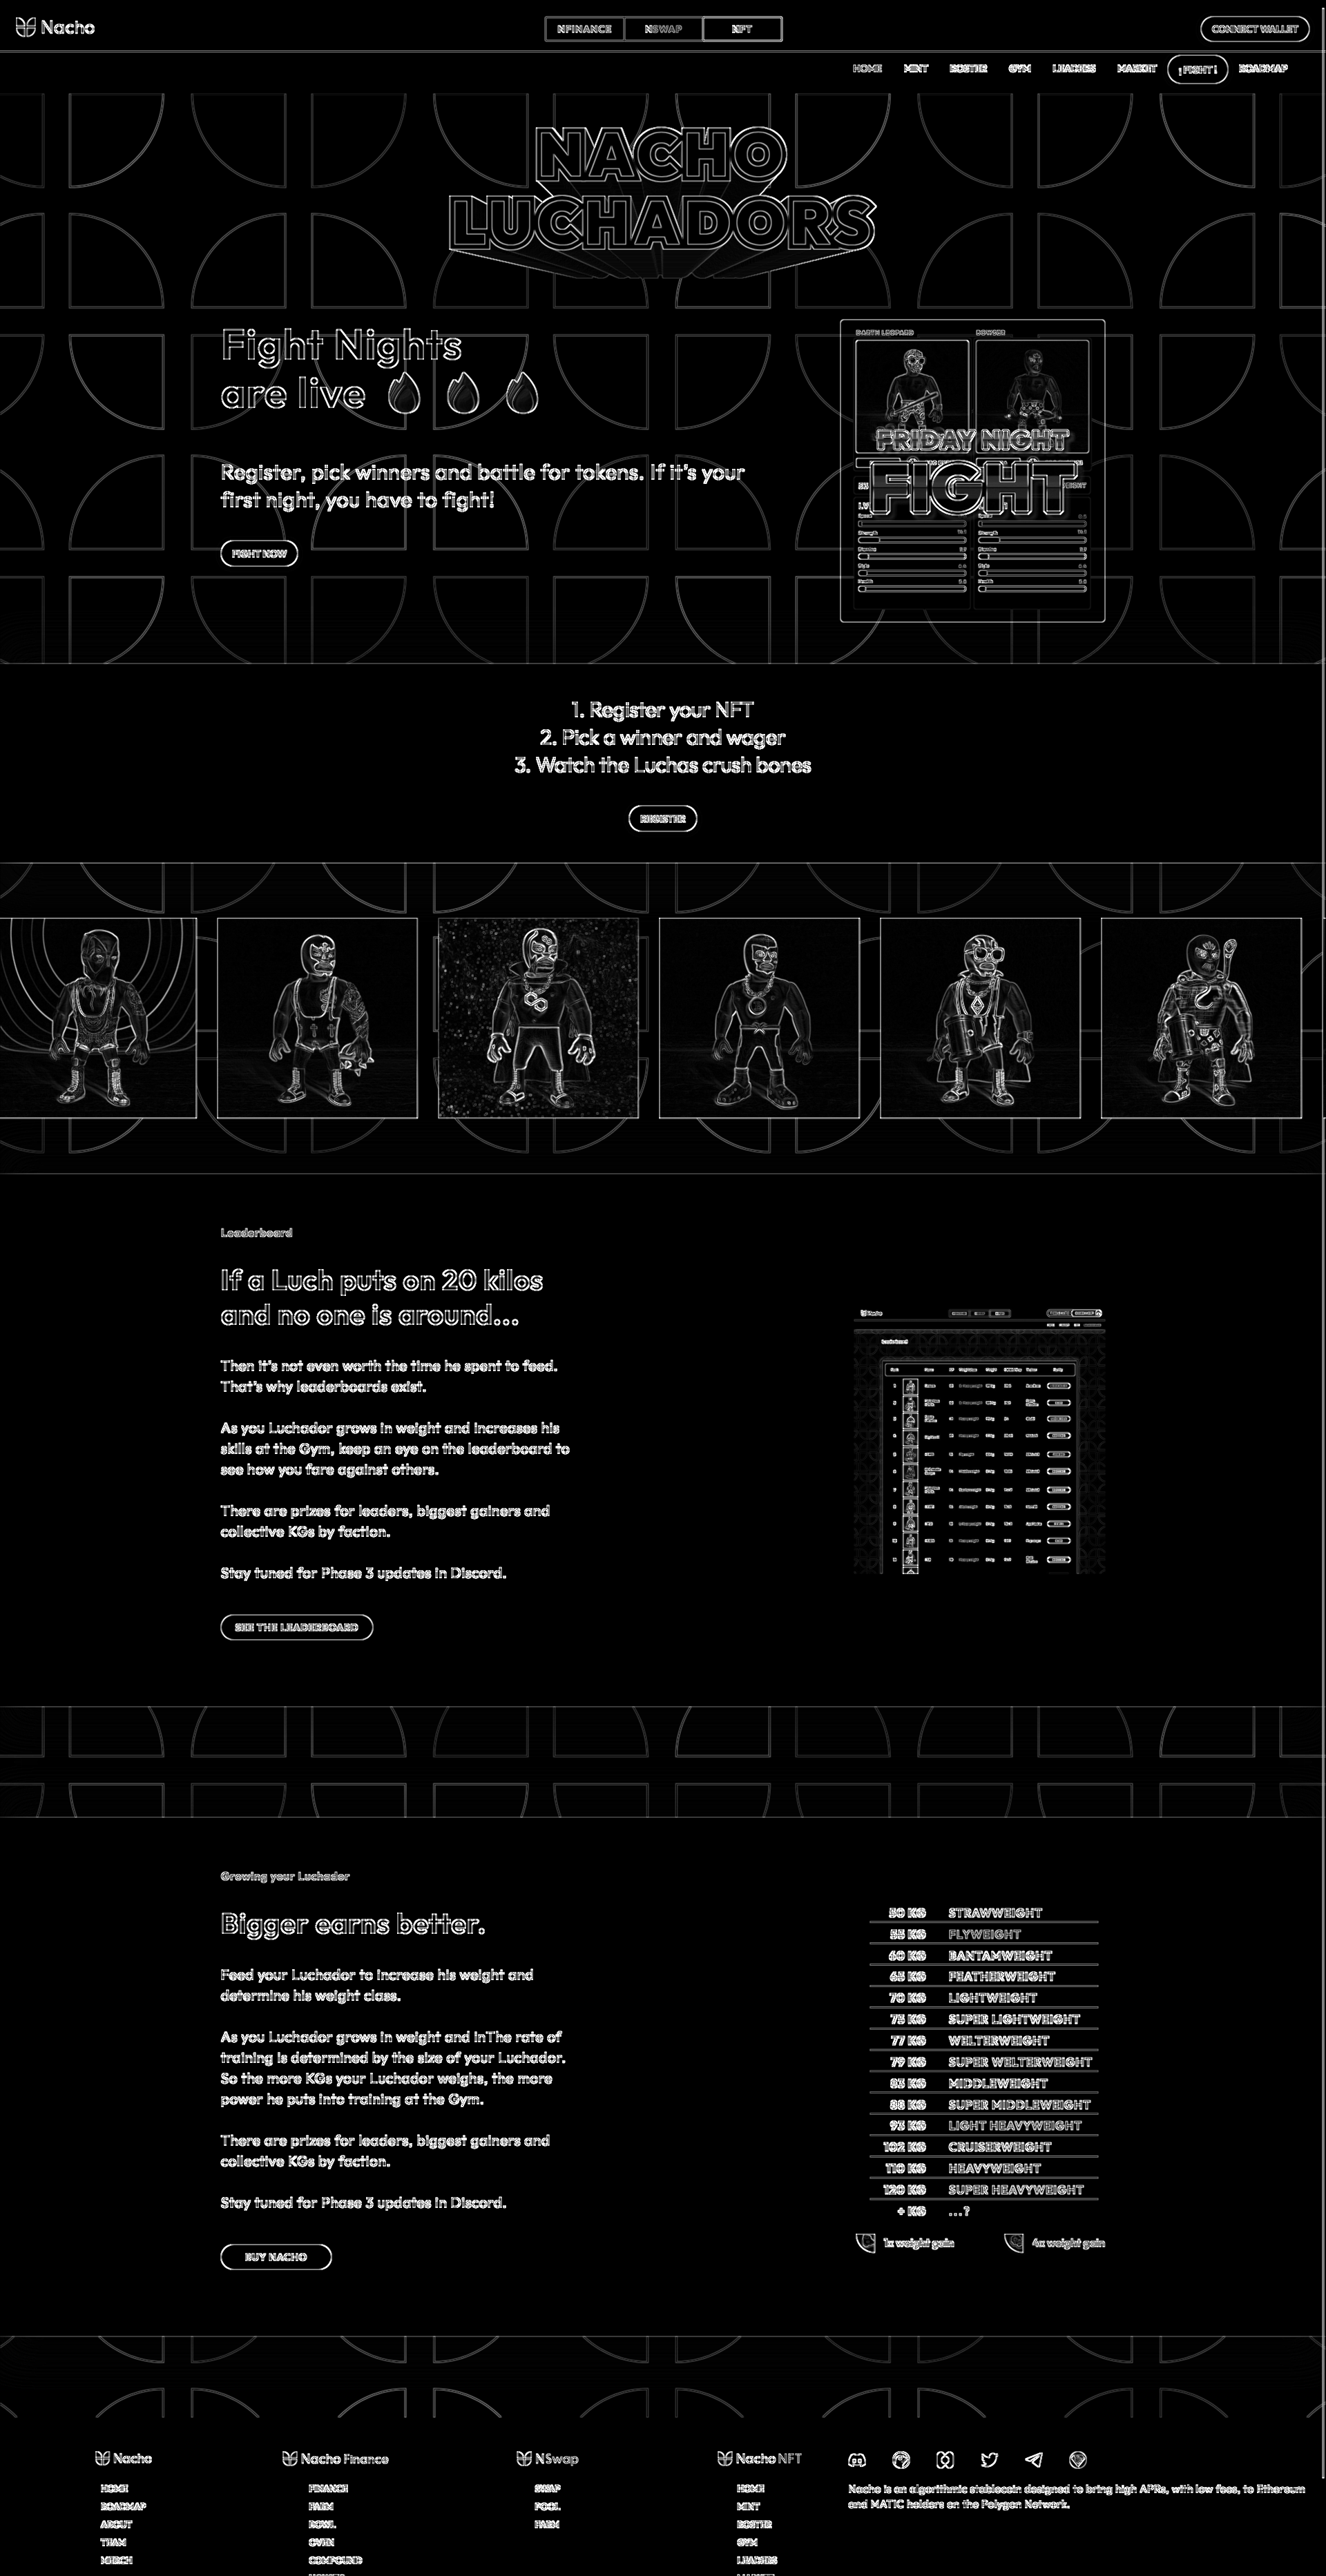 Nacho
NFINANCE NSWAP NFT
CONNECT WALLET
HOME MINT ROSTER GYM LEADERS MARKET ¡FIGHT! ROADMAP
NACHO
LUCHADORS
Fight Nights
are live
DARTH LEOPARD BOWSER
FRIDAY NIGHT
FIGHT
Register, pick winners and battle for tokens. If it's your
first night, you have to fight!
FIGHT NOW
1. Register your NFT
2. Pick a winner and wager
3. Watch the Luchas crush bones
REGISTER
Leaderboard
If a Luch puts on 20 kilos
and no one is around...
Then it's not even worth the time he spent to feed.
That's why leaderboards exist.
As you Luchador grows in weight and increases his
skills at the Gym, keep an eye on the leaderboard to
see how you fare against others.
There are prizes for leaders, biggest gainers and
collective KGs by faction.
Stay tuned for Phase 3 updates in Discord.
SEE THE LEADERBOARD
Growing your Luchador
Bigger earns better.
Feed your Luchador to increase his weight and
determine his weight class.
As you Luchador grows in weight and inThe rate of
training is determined by the size of your Luchador.
So the more KGs your Luchador weighs, the more
power he puts into training at the Gym.
There are prizes for leaders, biggest gainers and
collective KGs by faction.
Stay tuned for Phase 3 updates in Discord.
BUY NACHO
50 KG STRAWWEIGHT
55 KG FLYWEIGHT
60 KG BANTAMWEIGHT
65 KG FEATHERWEIGHT
70 KG LIGHTWEIGHT
75 KG SUPER LIGHTWEIGHT
77 KG WELTERWEIGHT
79 KG SUPER WELTERWEIGHT
83 KG MIDDLEWEIGHT
88 KG SUPER MIDDLEWEIGHT
93 KG LIGHT HEAVYWEIGHT
102 KG CRUISERWEIGHT
110 KG HEAVYWEIGHT
120 KG SUPER HEAVYWEIGHT
+ KG ...?
1x weight gain 4x weight gain
Nacho
HOME
ROADMAP
ABOUT
TEAM
MERCH
Nacho Finance
FINANCE
FARM
BOWL
OVEN
COMPOUND
NSwap
SWAP
POOL
FARM
Nacho NFT
HOME
MINT
ROSTER
GYM
LEADERS
Nacho is an algorithmic stablecoin designed to bring high APRs, with low fees, to Ethereum
and MATIC holders on the Polygon Network.